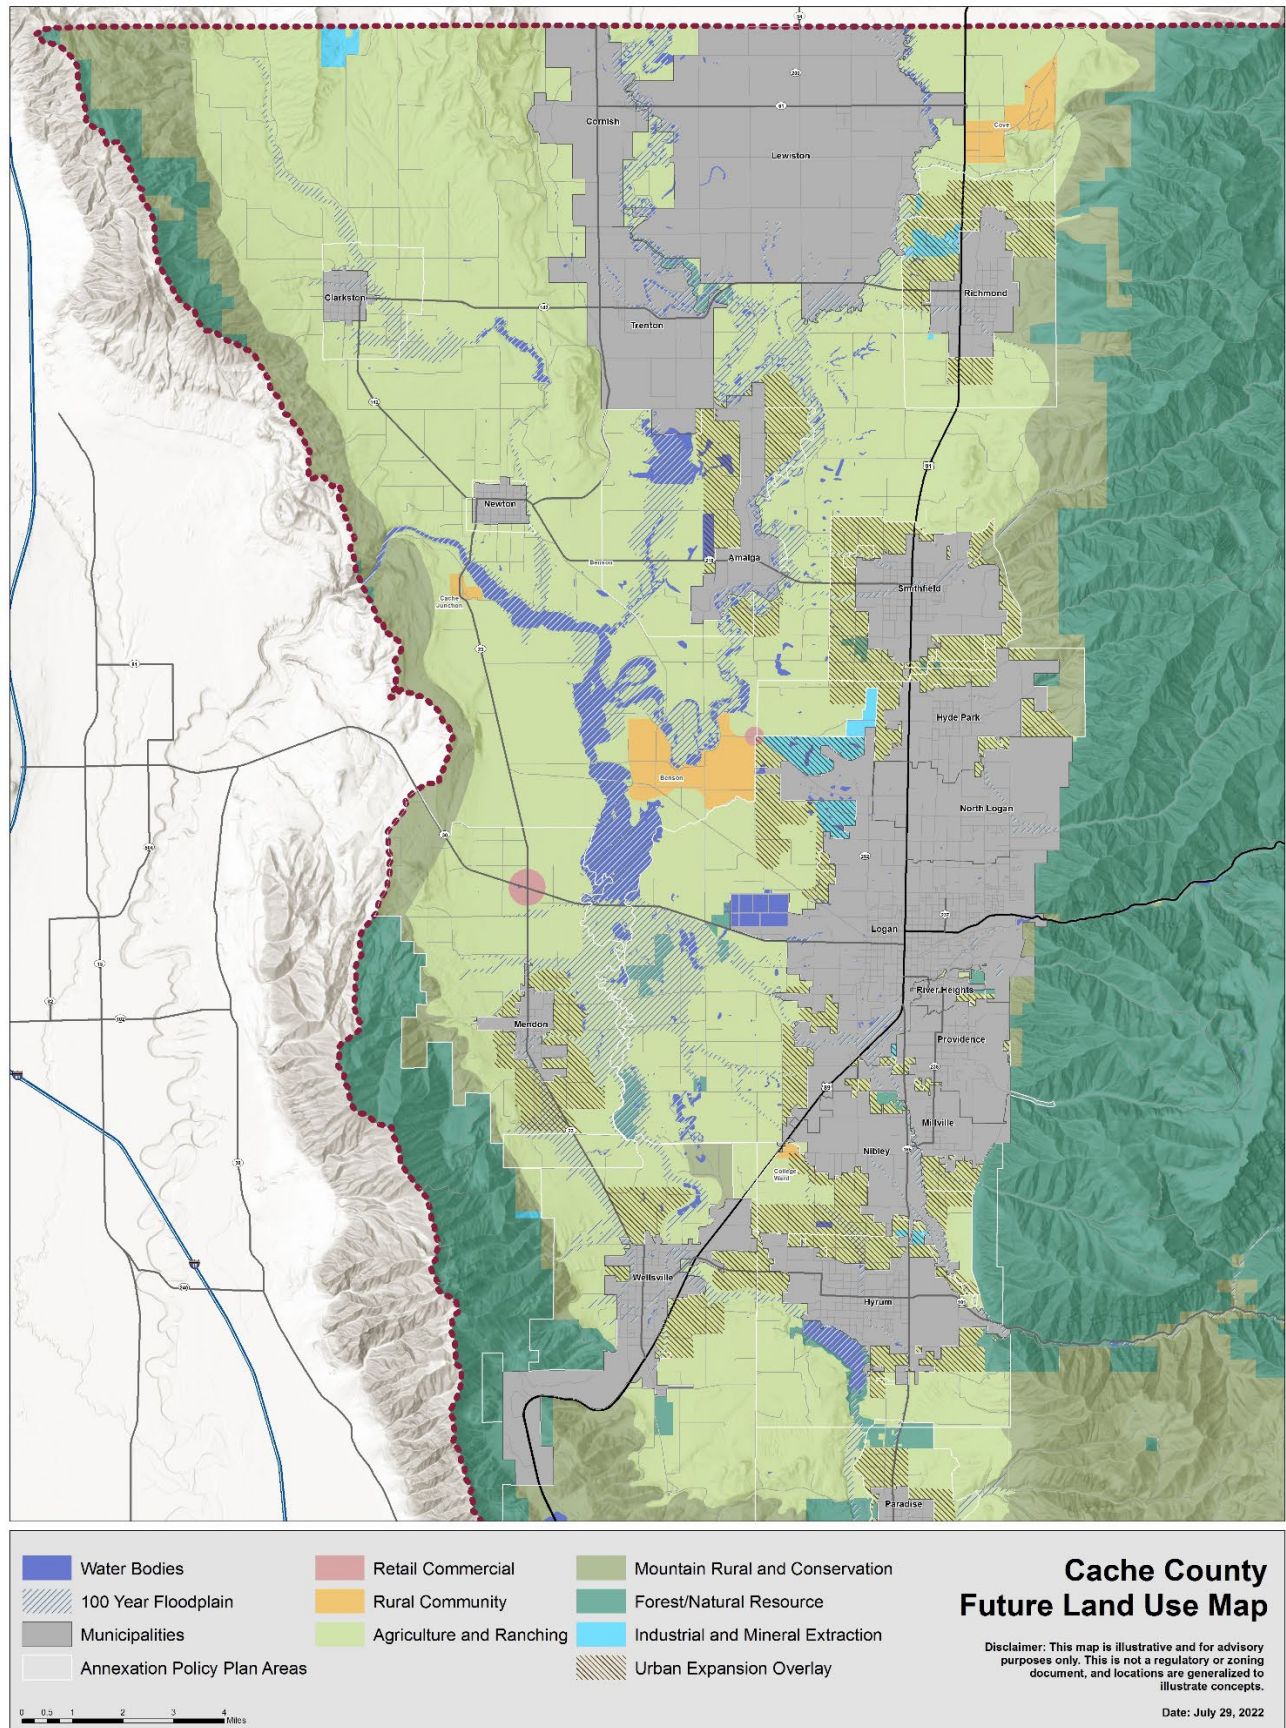 Cornish
Lewiston
Cove
Clarkston
Richmond
Trenton
Newton
Benson
Amalga
Smithfield
Cache
Junction
Hyde Park
Benson
North Logan
Logan
River Heights
Mendon
Providence
Millville
Nibley
College
Ward
Wellsville
Hyrum
Paradise
Water Bodies
100 Year Floodplain
Municipalities
Annexation Policy Plan Areas
Retail Commercial
Rural Community
Agriculture and Ranching
Mountain Rural and Conservation
Forest/Natural Resource
Industrial and Mineral Extraction
Urban Expansion Overlay
Cache County
Future Land Use Map
Disclaimer: This map is illustrative and for advisory
purposes only. This is not a regulatory or zoning
document, and locations are generalized to
illustrate concepts.
Date: July 29, 2022
0 0.5 1 2 3 4
Miles